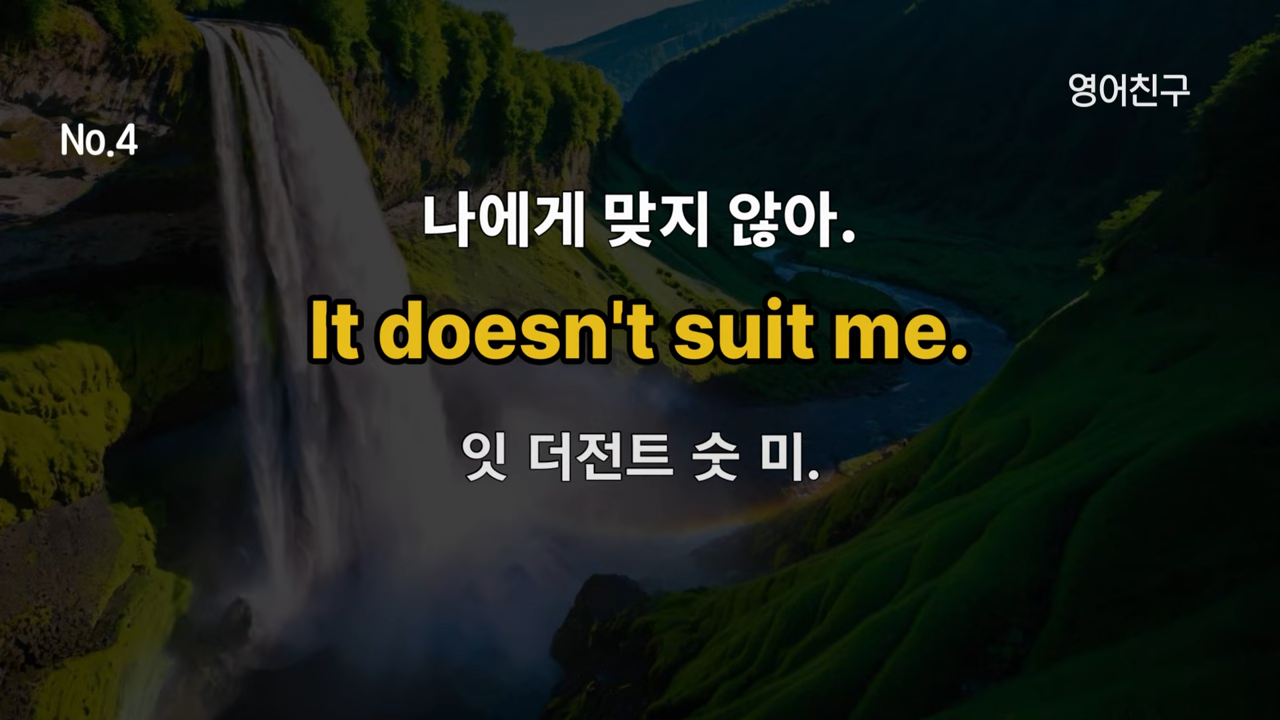 영어친구
No.4
나에게 맞지 않아.
It doesn't suit me.
잇 더전트 숫 미.